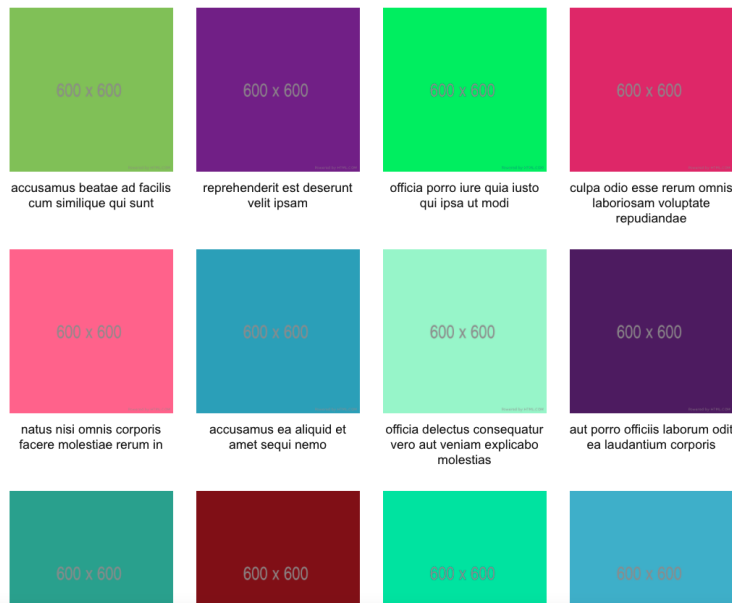 600 x 600
600 x 600
600 x 600
600 x 600
accusamus beatae ad facilis
cum similique qui sunt
reprehenderit est deserunt
velit ipsam
officia porro iure quia iusto
qui ipsa ut modi
culpa odio esse rerum omnis
laboriosam voluptate
repudiandae
600 x 600
600 x 600
600 x 600
600 x 600
natus nisi omnis corporis
facere molestiae rerum in
accusamus ea aliquid et
amet sequi nemo
officia delectus consequatur
vero aut veniam explicabo
molestias
aut porro officiis laborum odit
ea laudantium corporis
600 x 600
600 x 600
600 x 600
600 x 600